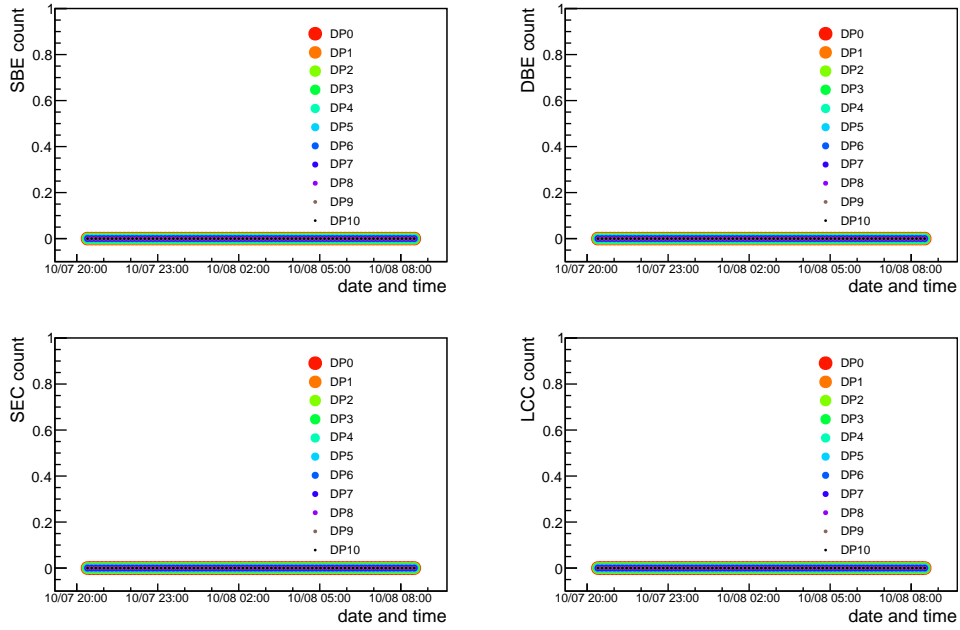 SBE count
1
0.8
0.6
0.4
0.2
0
DP0
DP1
DP2
DP3
DP4
DP5
DP6
DP7
DP8
DP9
DP10
10/07 20:00 10/07 23:00 10/08 02:00 10/08 05:00 10/08 08:00
date and time
DBE count
1
0.8
0.6
0.4
0.2
0
DP0
DP1
DP2
DP3
DP4
DP5
DP6
DP7
DP8
DP9
DP10
10/07 20:00 10/07 23:00 10/08 02:00 10/08 05:00 10/08 08:00
date and time
SEC count
1
0.8
0.6
0.4
0.2
0
DP0
DP1
DP2
DP3
DP4
DP5
DP6
DP7
DP8
DP9
DP10
10/07 20:00 10/07 23:00 10/08 02:00 10/08 05:00 10/08 08:00
date and time
LCC count
1
0.8
0.6
0.4
0.2
0
DP0
DP1
DP2
DP3
DP4
DP5
DP6
DP7
DP8
DP9
DP10
10/07 20:00 10/07 23:00 10/08 02:00 10/08 05:00 10/08 08:00
date and time